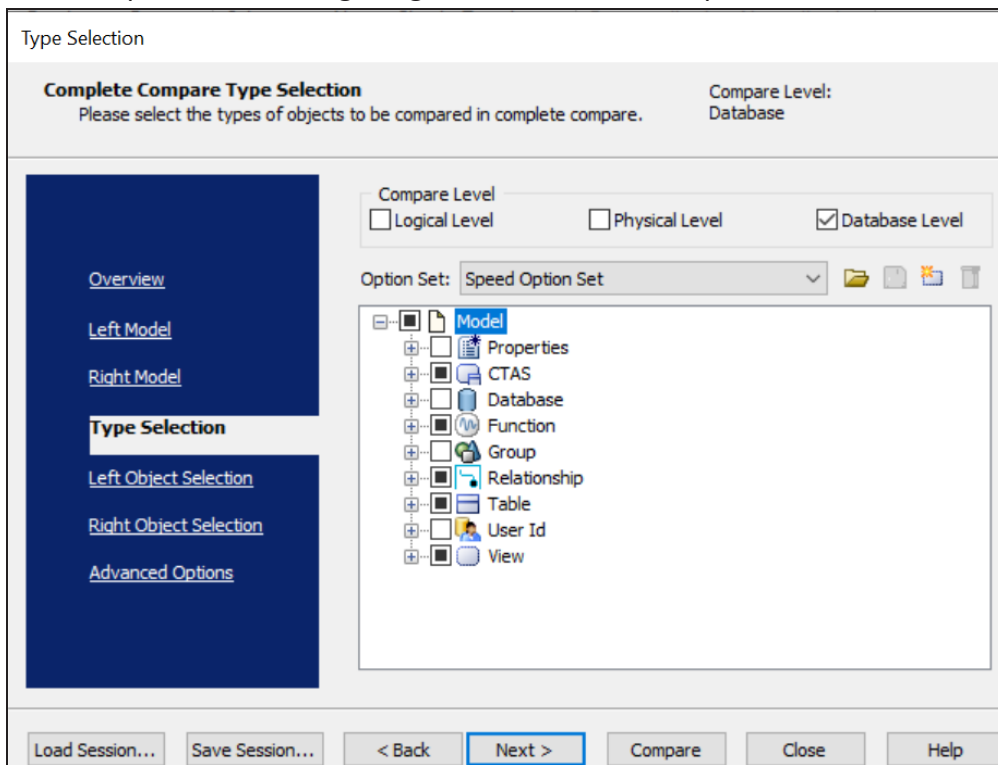 Type Selection
Complete Compare Type Selection
Please select the types of objects to be compared in complete compare.
Compare Level:
Database
Compare Level
Logical Level Physical Level Database Level
Overview
Left Model
Right Model
Type Selection
Left Object Selection
Right Object Selection
Advanced Options
Option Set: Speed Option Set
Model
Properties
CTAS
Database
Function
Group
Relationship
Table
User Id
View
Load Session... Save Session... < Back Next > Compare Close Help